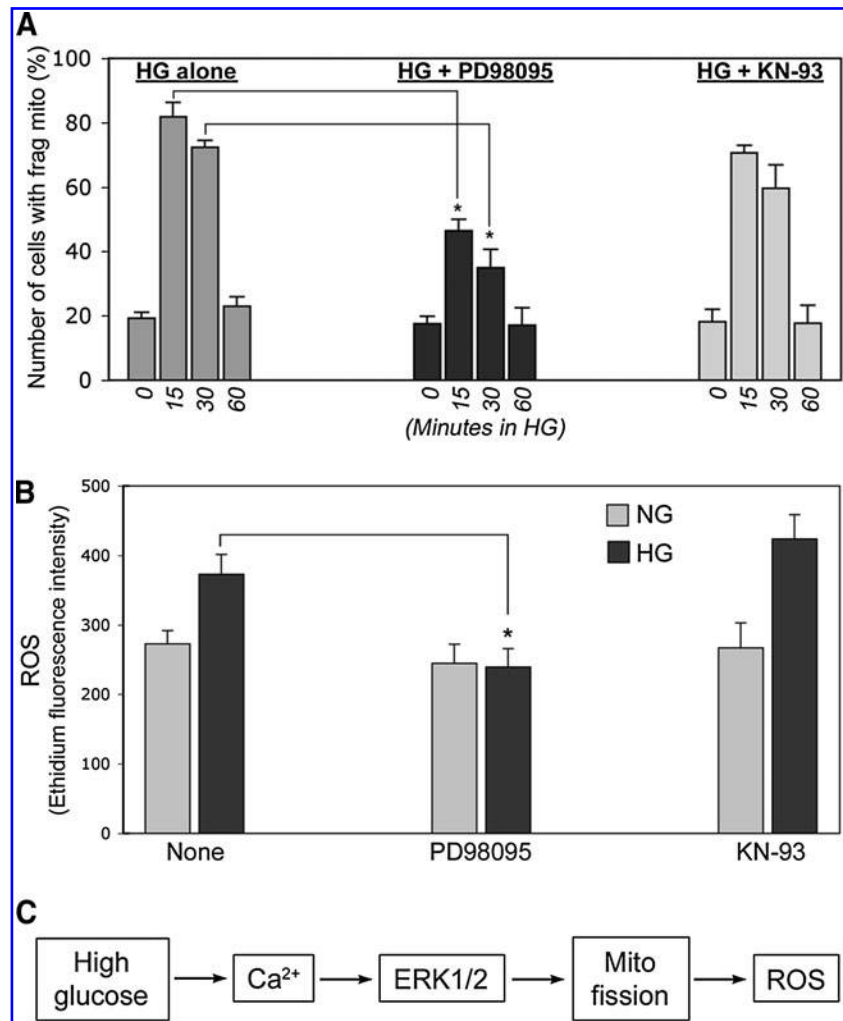 A
Number of cells with frag mito (%)
100
80
60
40
20
0
HG alone
HG + PD98095
HG + KN-93
*
*
0 15 30 60
0 15 30 60
0 15 30 60
(Minutes in HG)
B
ROS
(Ethidium fluorescence intensity)
500
400
300
200
100
0
NG
HG
*
None
PD98095
KN-93
C
High
glucose
Ca²⁺
ERK1/2
Mito
fission
ROS